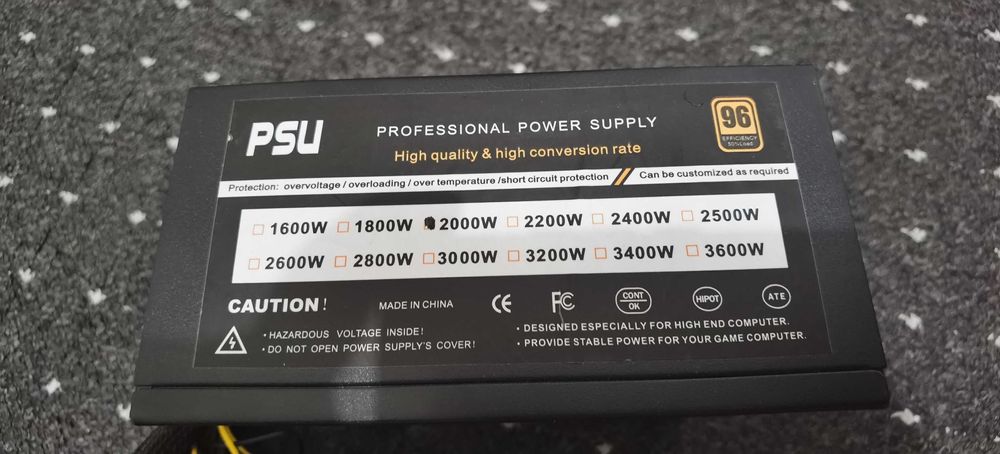 PSU
PROFESSIONAL POWER SUPPLY
High quality & high conversion rate
96
EFFICIENCY
50%Load
Protection: overvoltage / overloading / over temperature /short circuit protection // Can be customized as required
1600W 1800W 2000W 2200W 2400W 2500W
2600W 2800W 3000W 3200W 3400W 3600W
CAUTION!
MADE IN CHINA
CE
FC
CONT
OK
HIPOT
ATE
• HAZARDOUS VOLTAGE INSIDE!
• DO NOT OPEN POWER SUPPLY'S COVER!
• DESIGNED ESPECIALLY FOR HIGH END COMPUTER.
• PROVIDE STABLE POWER FOR YOUR GAME COMPUTER.